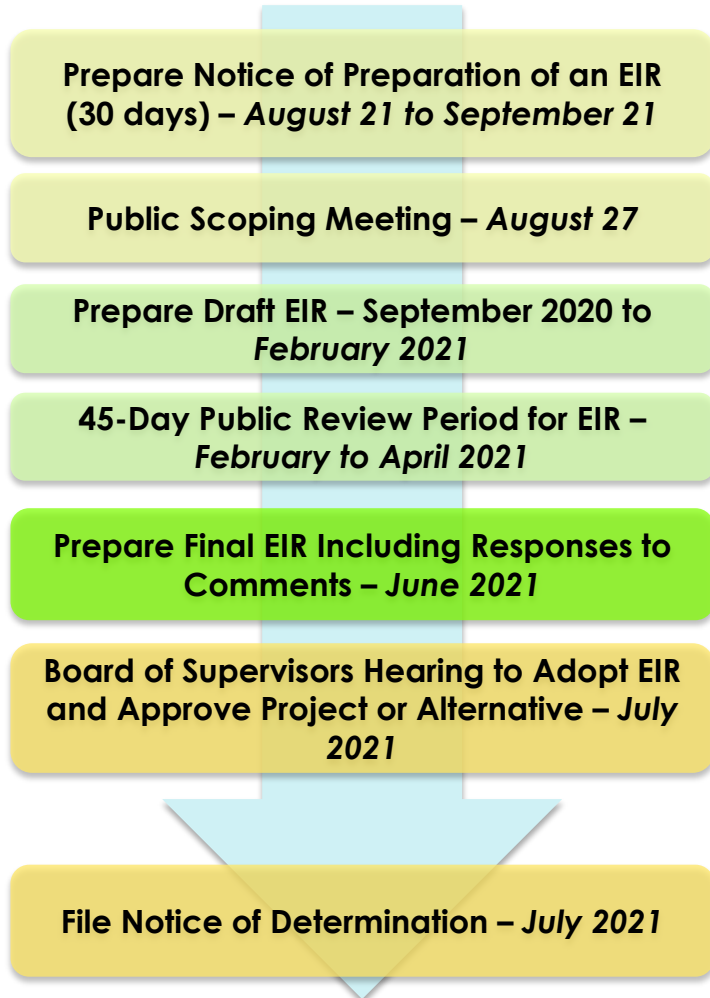 Prepare Notice of Preparation of an EIR
(30 days) – August 21 to September 21
Public Scoping Meeting – August 27
Prepare Draft EIR – September 2020 to
February 2021
45-Day Public Review Period for EIR –
February to April 2021
Prepare Final EIR Including Responses to
Comments – June 2021
Board of Supervisors Hearing to Adopt EIR
and Approve Project or Alternative – July
2021
File Notice of Determination – July 2021